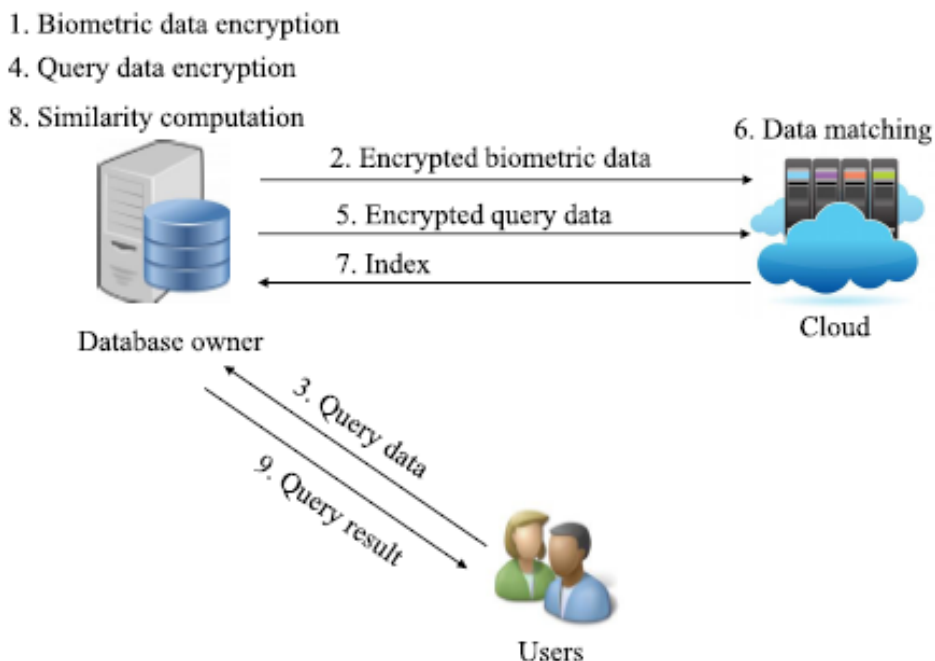 1. Biometric data encryption
4. Query data encryption
8. Similarity computation
6. Data matching
2. Encrypted biometric data
5. Encrypted query data
7. Index
Database owner
Cloud
3. Query data
9. Query result
Users